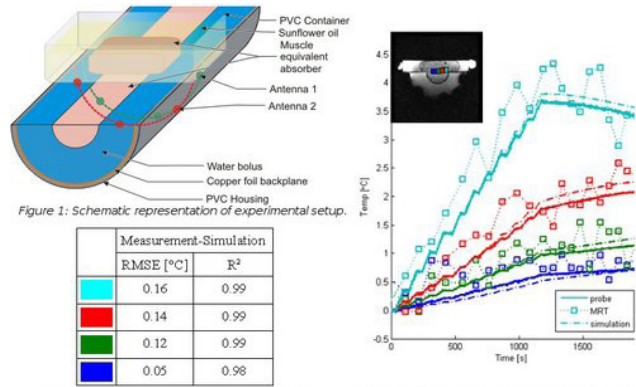 PVC Container
Sunflower oil
Muscle
equivalent
absorber
Antenna 1
Antenna 2
Water bolus
Copper foil backplane
PVC Housing
Figure 1: Schematic representation of experimental setup.
Measurement-Simulation
RMSE [°C] R²
0.16 0.99
0.14 0.99
0.12 0.99
0.05 0.98
Temp [°C]
4.5
4
3.5
3
2.5
2
1.5
1
0.5
0
0 500 1000 1500
Time [s]
probe
MRT
simulation